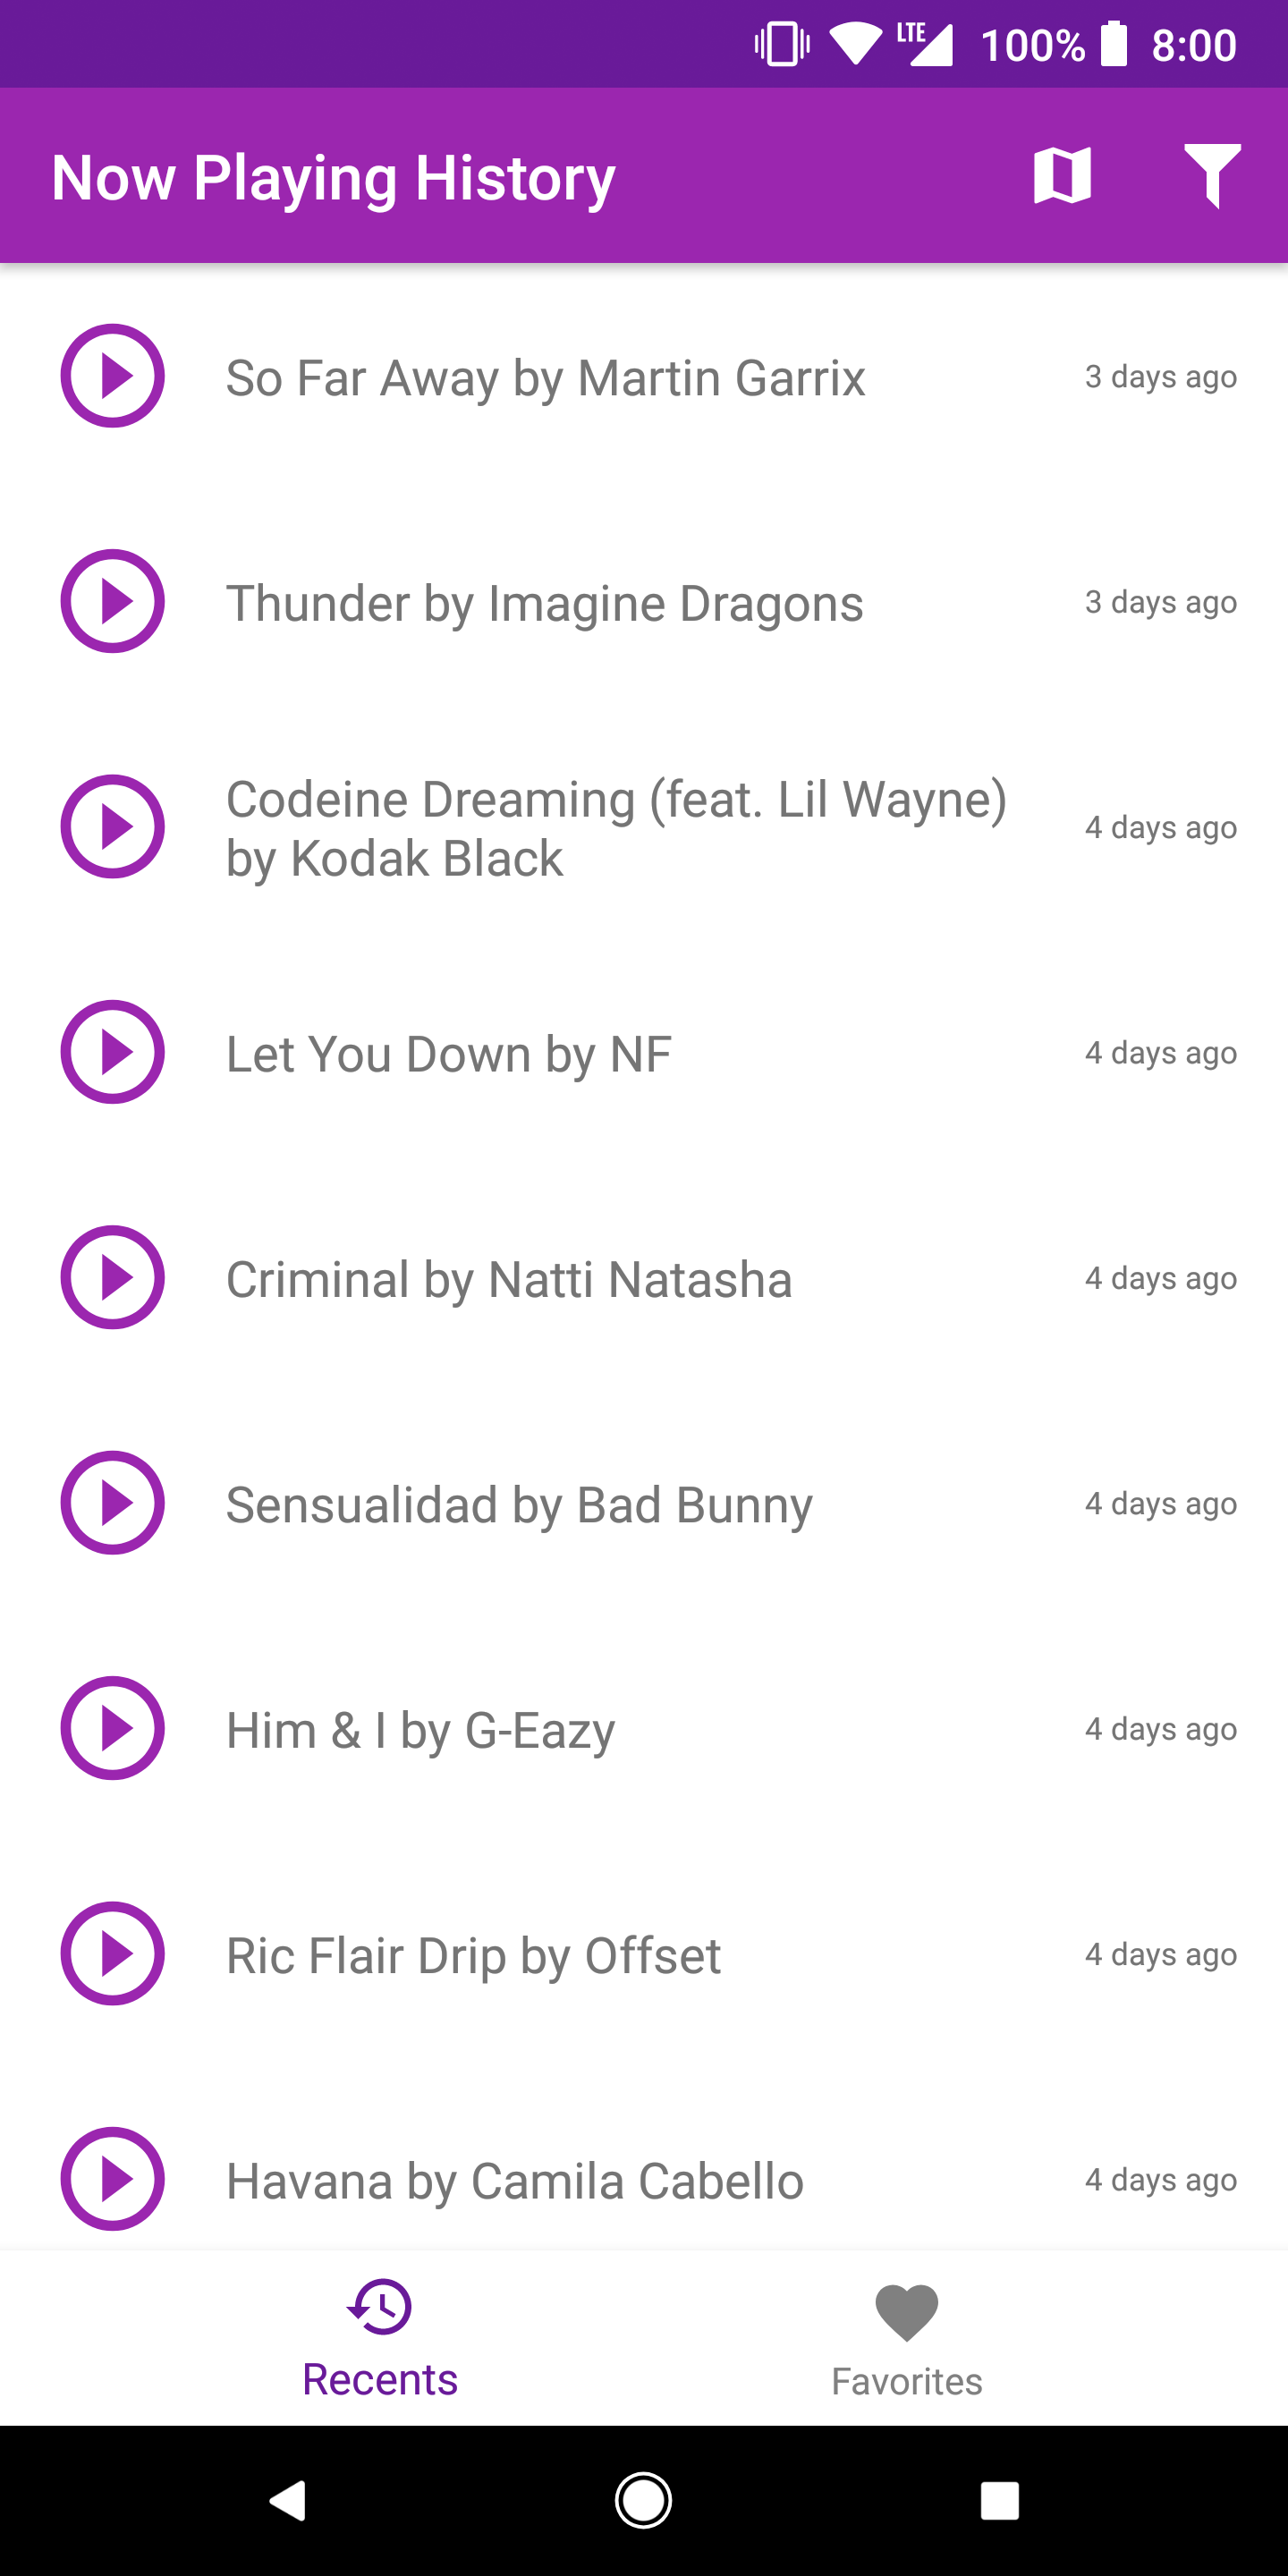 LTE 100% 8:00
Now Playing History
So Far Away by Martin Garrix 3 days ago
Thunder by Imagine Dragons 3 days ago
Codeine Dreaming (feat. Lil Wayne)
by Kodak Black 4 days ago
Let You Down by NF 4 days ago
Criminal by Natti Natasha 4 days ago
Sensualidad by Bad Bunny 4 days ago
Him & I by G-Eazy 4 days ago
Ric Flair Drip by Offset 4 days ago
Havana by Camila Cabello 4 days ago
Recents Favorites